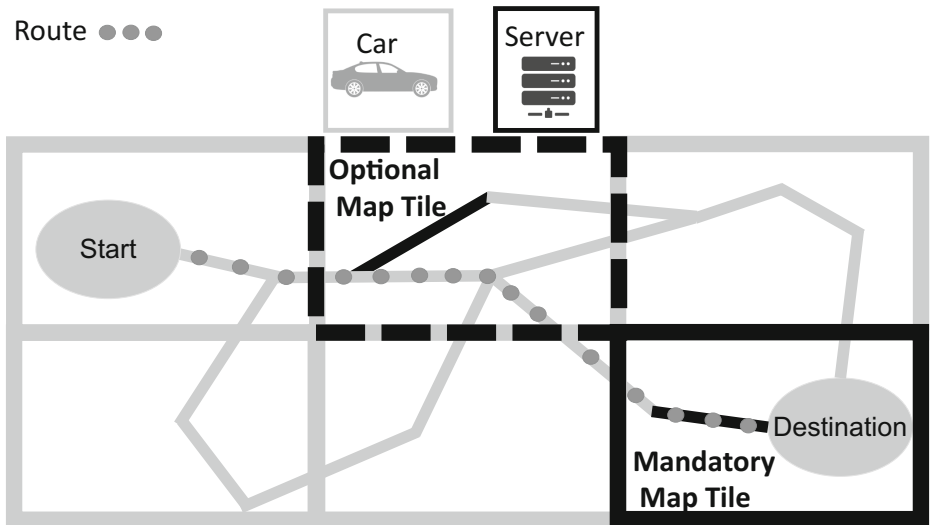 Route
Car
Server
Optional
Map Tile
Start
Destination
Mandatory
Map Tile